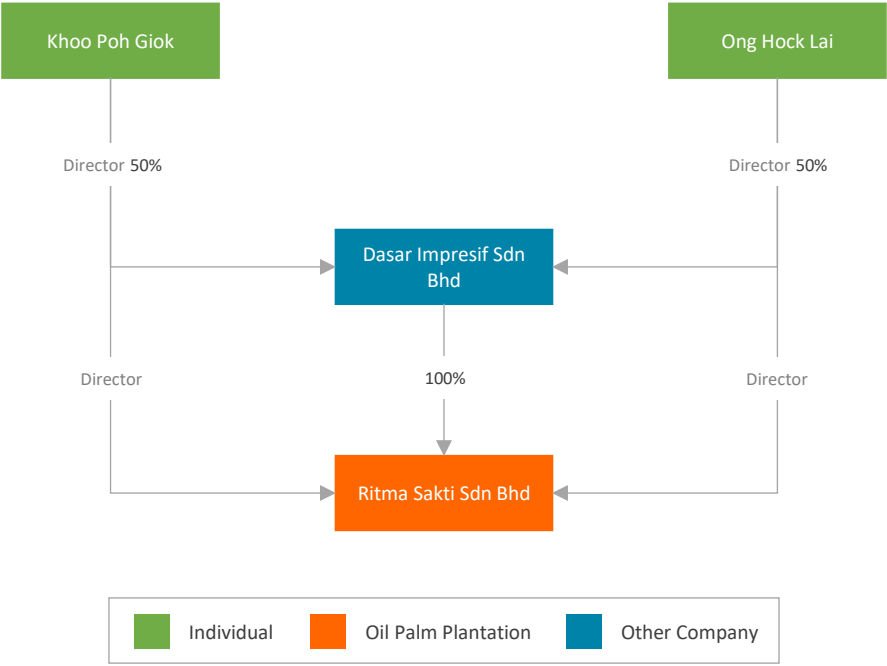 Khoo Poh Giok
Ong Hock Lai
Director 50%
Director 50%
Dasar Impresif Sdn
Bhd
Director
100%
Director
Ritma Sakti Sdn Bhd
Individual
Oil Palm Plantation
Other Company